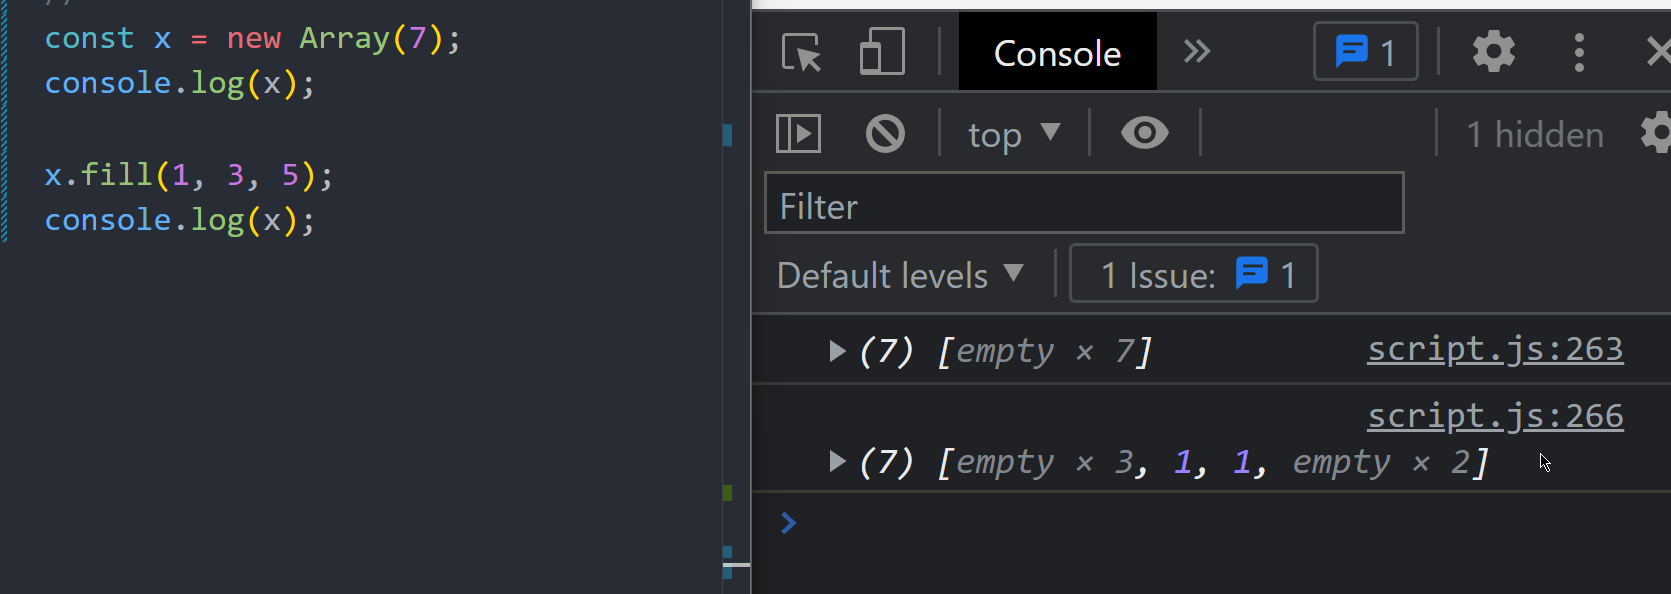 //
const x = new Array(7);
console.log(x);
x.fill(1, 3, 5);
console.log(x);
Console
1
top
1 hidden
Filter
Default levels
1 Issue: 1
(7) [empty × 7]
script.js:263
script.js:266
(7) [empty × 3, 1, 1, empty × 2]